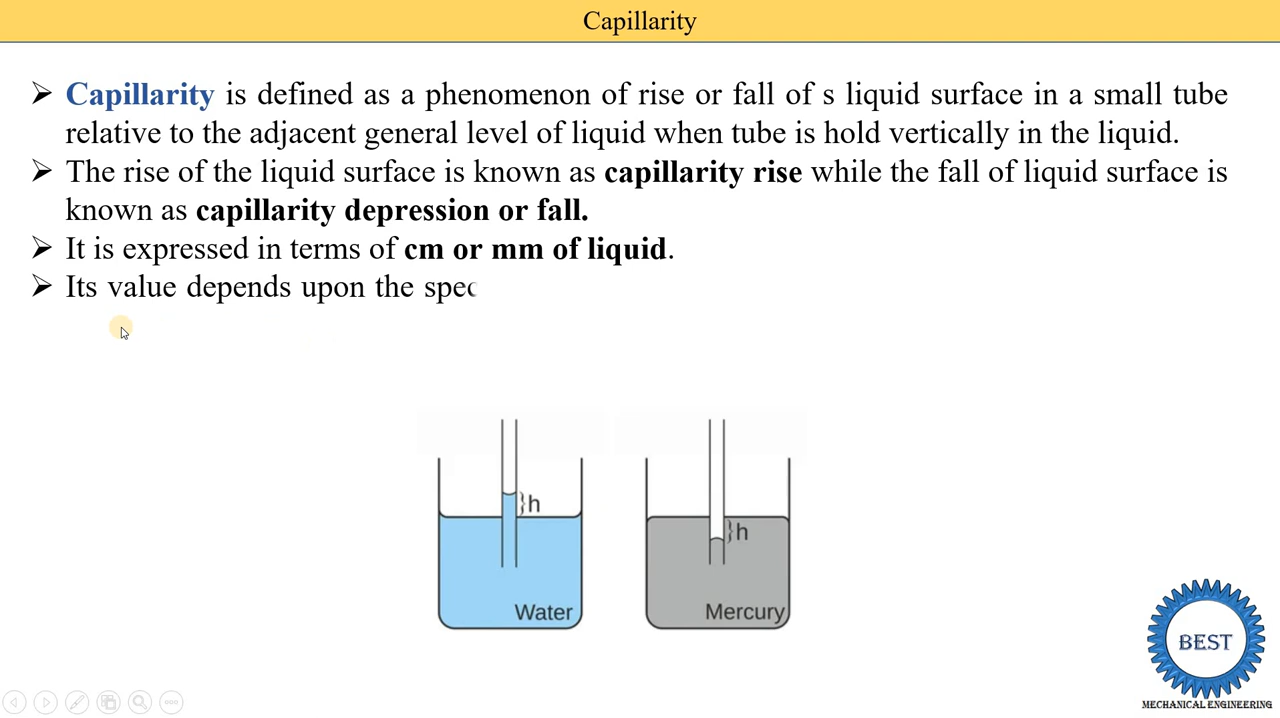 Capillarity
➢ Capillarity is defined as a phenomenon of rise or fall of s liquid surface in a small tube
relative to the adjacent general level of liquid when tube is hold vertically in the liquid.
➢ The rise of the liquid surface is known as capillarity rise while the fall of liquid surface is
known as capillarity depression or fall.
➢ It is expressed in terms of cm or mm of liquid.
➢ Its value depends upon the spec
h
h
Water
Mercury
BEST
MECHANICAL ENGINEERING